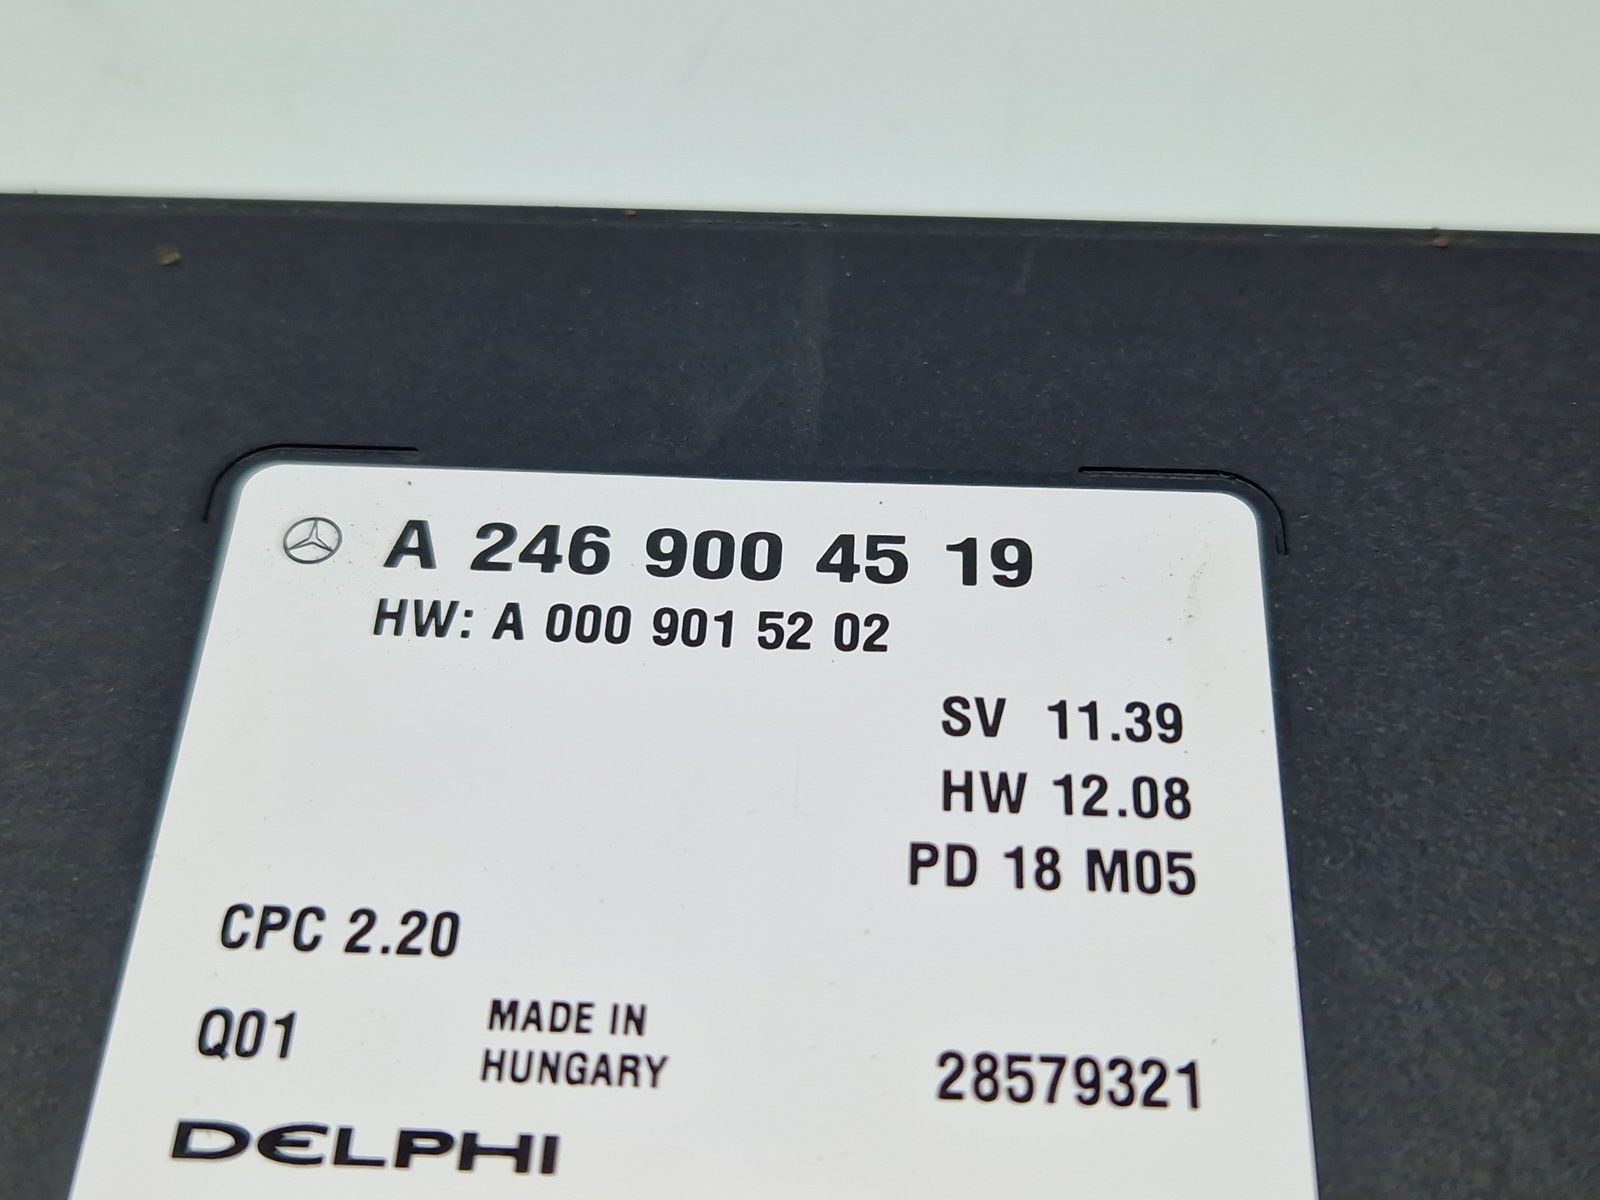 A 246 900 45 19
HW: A 000 901 52 02
SV 11.39
HW 12.08
PD 18 M05
CPC 2.20
Q01
MADE IN
HUNGARY
28579321
DELPHI